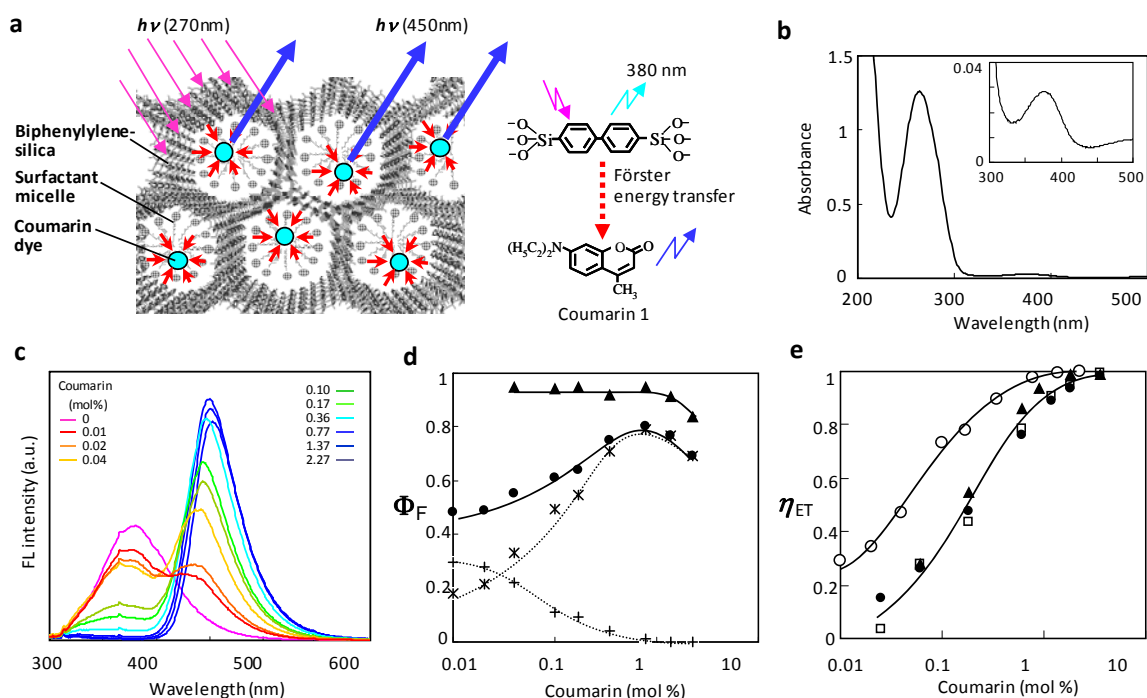 a
hν (270nm)
hν (450nm)
Biphenylylene-
silica
Surfactant
micelle
Coumarin
dye
380 nm
−O
−O Si
−O
Si O−
O−
O−
Förster
energy transfer
(H5C2)2N
O
O
CH3
Coumarin 1
b
Absorbance
1.5
1
0.5
0
200
300
400
500
Wavelength (nm)
0.04
0
300
400
500
c
FL intensity (a.u.)
Coumarin
(mol%)
0
0.01
0.02
0.04
0.10
0.17
0.36
0.77
1.37
2.27
300
400
500
600
Wavelength (nm)
d
ΦF
1
0.8
0.6
0.4
0.2
0
0.01
0.1
1
10
Coumarin (mol %)
e
ηET
1
0.8
0.6
0.4
0.2
0
0.01
0.1
1
10
Coumarin (mol %)